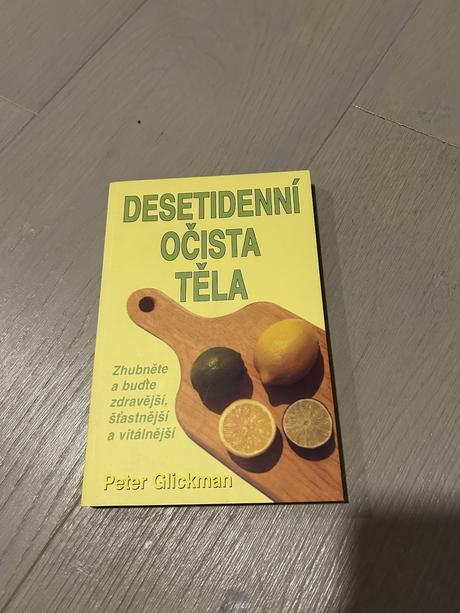 DESETIDENNÍ
OČISTA
TĚLA
Zhubněte
a buďte
zdravější,
šťastnější
a vitálnější
Peter Glickman